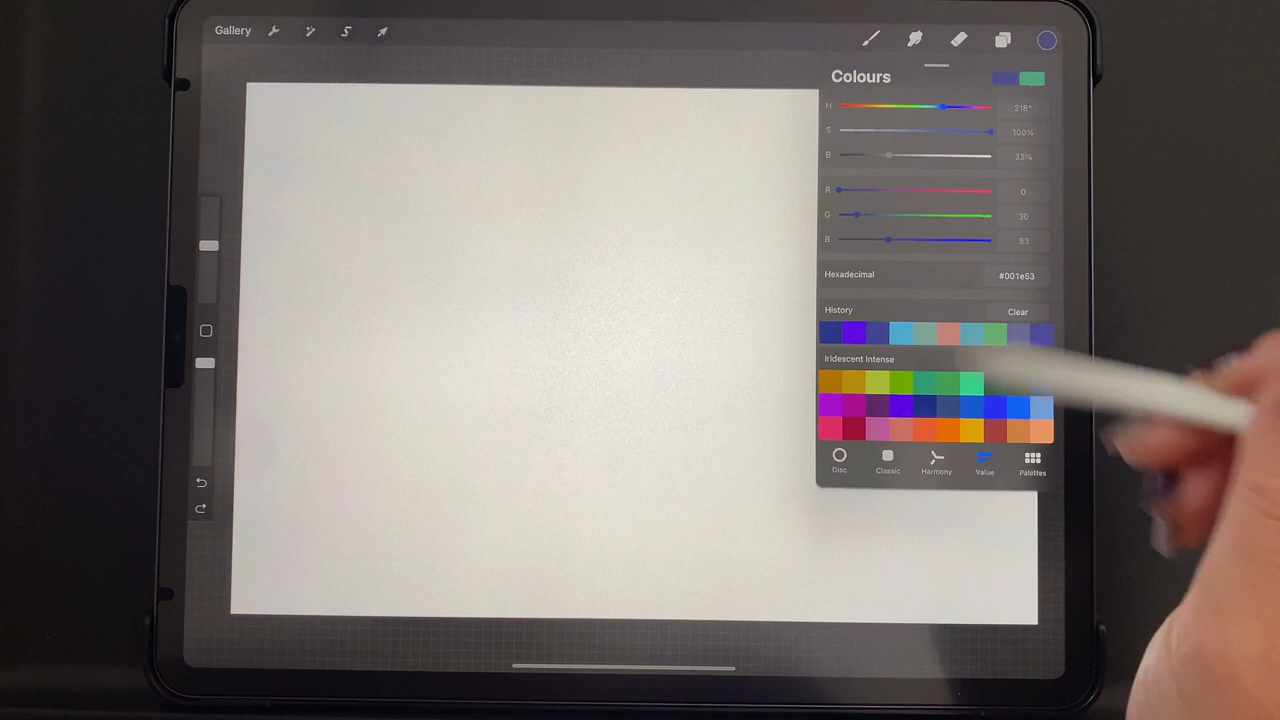 Gallery
Colours
H 218°
S 100%
B 33%
R 0
G 30
B 83
Hexadecimal #001e53
History Clear
Iridescent Intense
Disc Classic Harmony Value Palettes